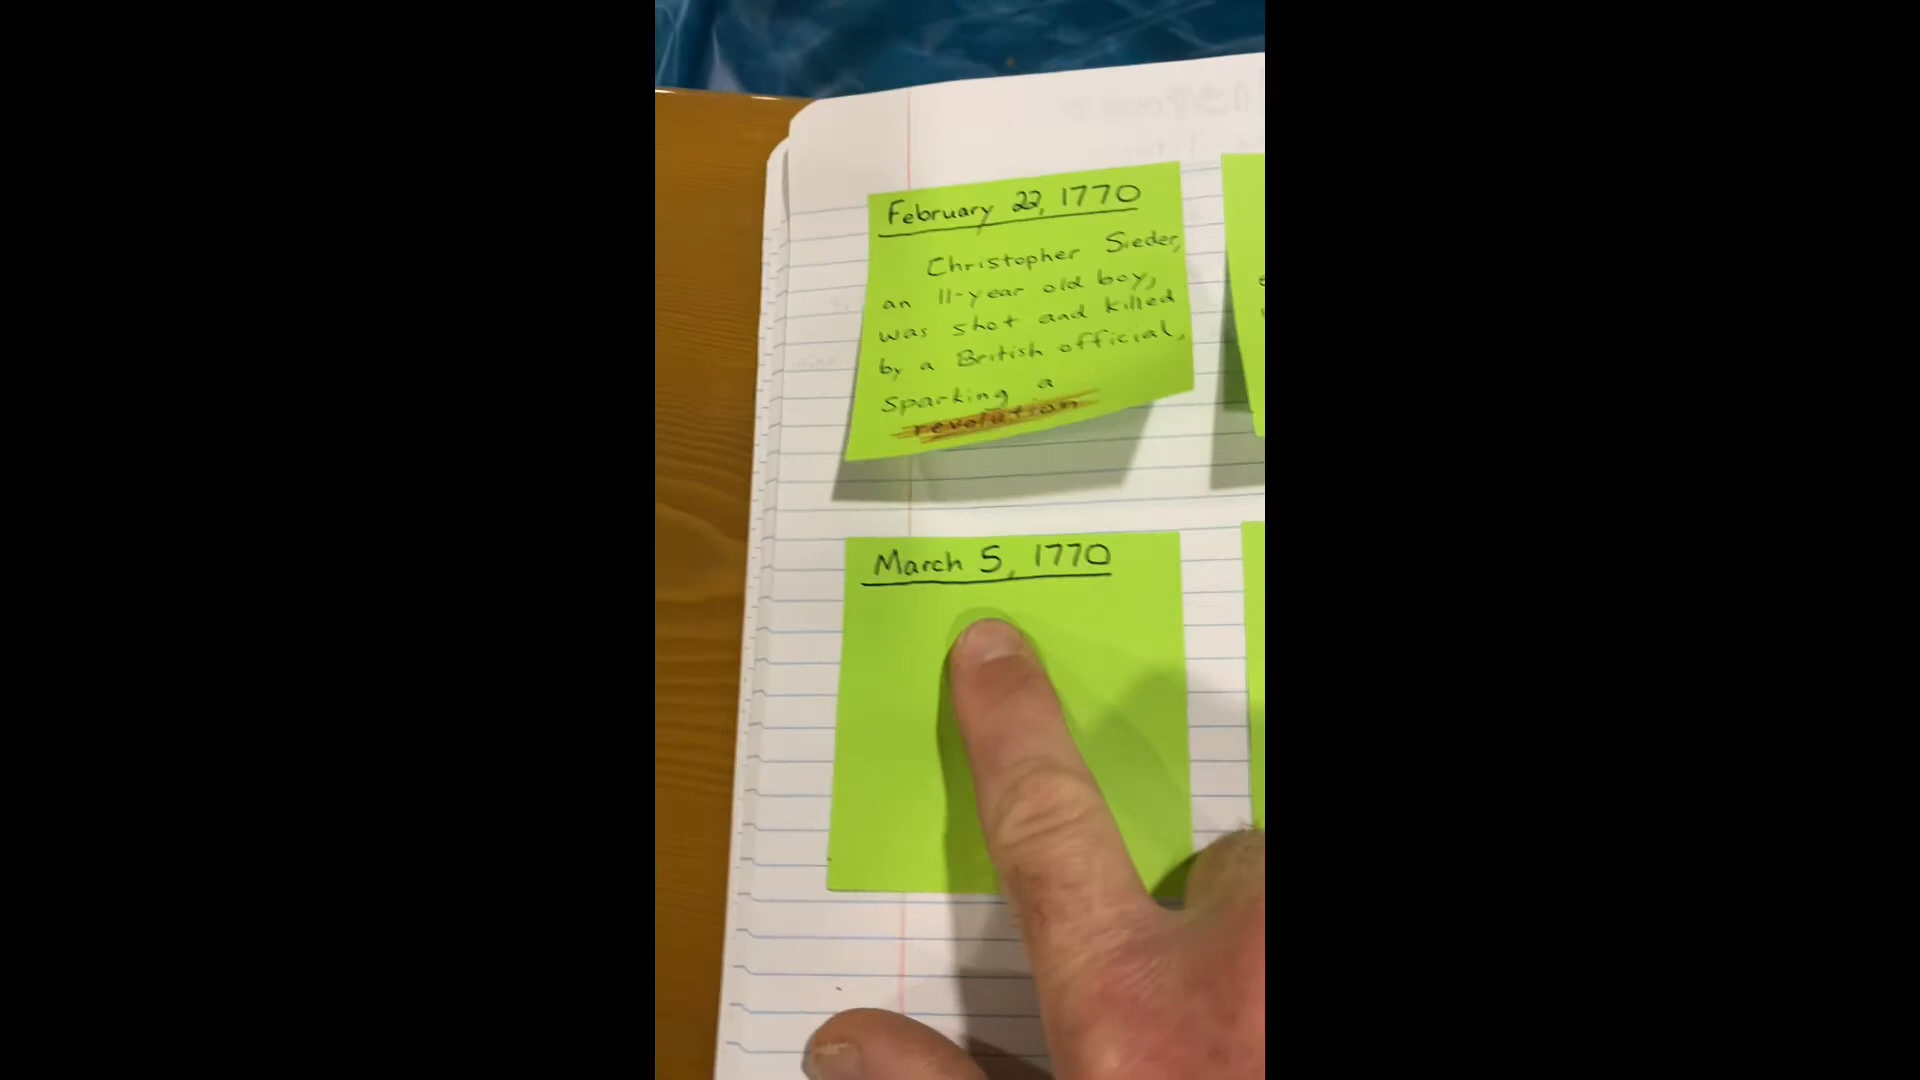 February 22, 1770
Christopher Sieder,
an 11-year old boy,
was shot and killed
by a British official,
sparking a
revolution
March 5, 1770